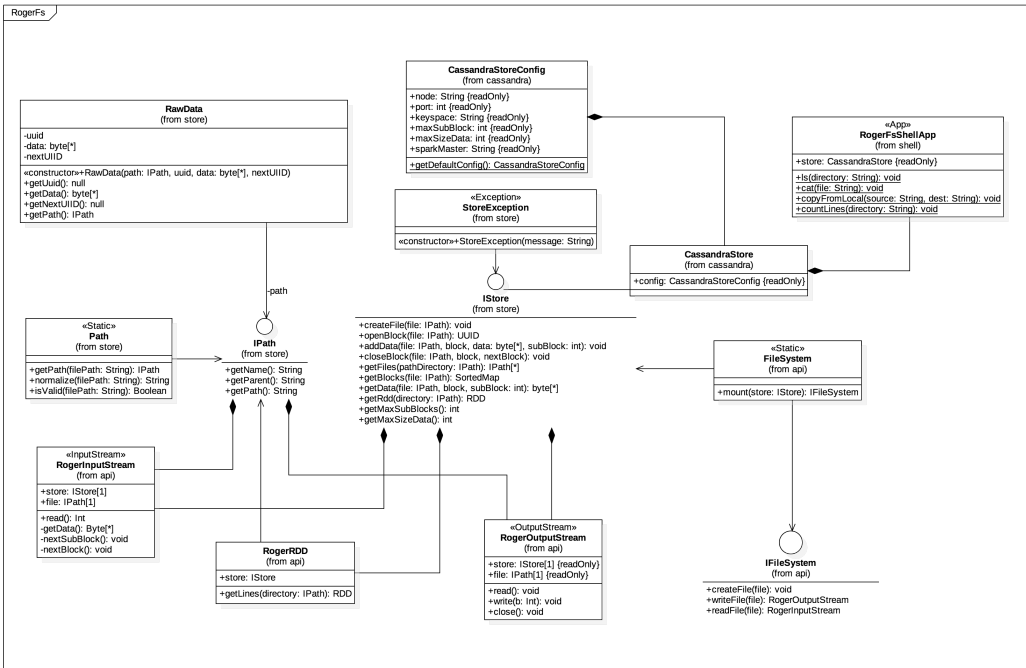 RogerFs
CassandraStoreConfig
(from cassandra)
+node: String {readOnly}
+port: int {readOnly}
+keyspace: String {readOnly}
+maxSubBlock: int {readOnly}
+maxSizeData: int {readOnly}
+sparkMaster: String {readOnly}
+getDefaultConfig(): CassandraStoreConfig
RawData
(from store)
-uuid
-data: byte[*]
-nextUIID
«constructor»+RawData(path: IPath, uuid, data: byte[*], nextUIID)
+getUuid(): null
+getData(): byte[*]
+getNextUIID(): null
+getPath(): IPath
«App»
RogerFsShellApp
(from shell)
+store: CassandraStore {readOnly}
+ls(directory: String): void
+cat(file: String): void
+copyFromLocal(source: String, dest: String): void
+countLines(directory: String): void
«Exception»
StoreException
(from store)
«constructor»+StoreException(message: String)
CassandraStore
(from cassandra)
+config: CassandraStoreConfig {readOnly}
-path
IStore
(from store)
+createFile(file: IPath): void
+openBlock(file: IPath): UUID
+addData(file: IPath, block, data: byte[*], subBlock: int): void
+closeBlock(file: IPath, block, nextBlock): void
+getFiles(pathDirectory: IPath): IPath[*]
+getBlocks(file: IPath): SortedMap
+getData(file: IPath, block, subBlock: int): byte[*]
+getRdd(directory: IPath): RDD
+getMaxSubBlocks(): int
+getMaxSizeData(): int
«Static»
Path
(from store)
+getPath(filePath: String): IPath
+normalize(filePath: String): String
+isValid(filePath: String): Boolean
IPath
(from store)
+getName(): String
+getParent(): String
+getPath(): String
«Static»
FileSystem
(from api)
+mount(store: IStore): IFileSystem
«InputStream»
RogerInputStream
(from api)
+store: IStore[1]
+file: IPath[1]
+read(): Int
-getData(): Byte[*]
-nextSubBlock(): void
-nextBlock(): void
RogerRDD
(from api)
+store: IStore
+getLines(directory: IPath): RDD
«OutputStream»
RogerOutputStream
(from api)
+store: IStore[1] {readOnly}
+file: IPath[1] {readOnly}
+read(): void
+write(b: Int): void
+close(): void
IFileSystem
(from api)
+createFile(file): void
+writeFile(file): RogerOutputStream
+readFile(file): RogerInputStream